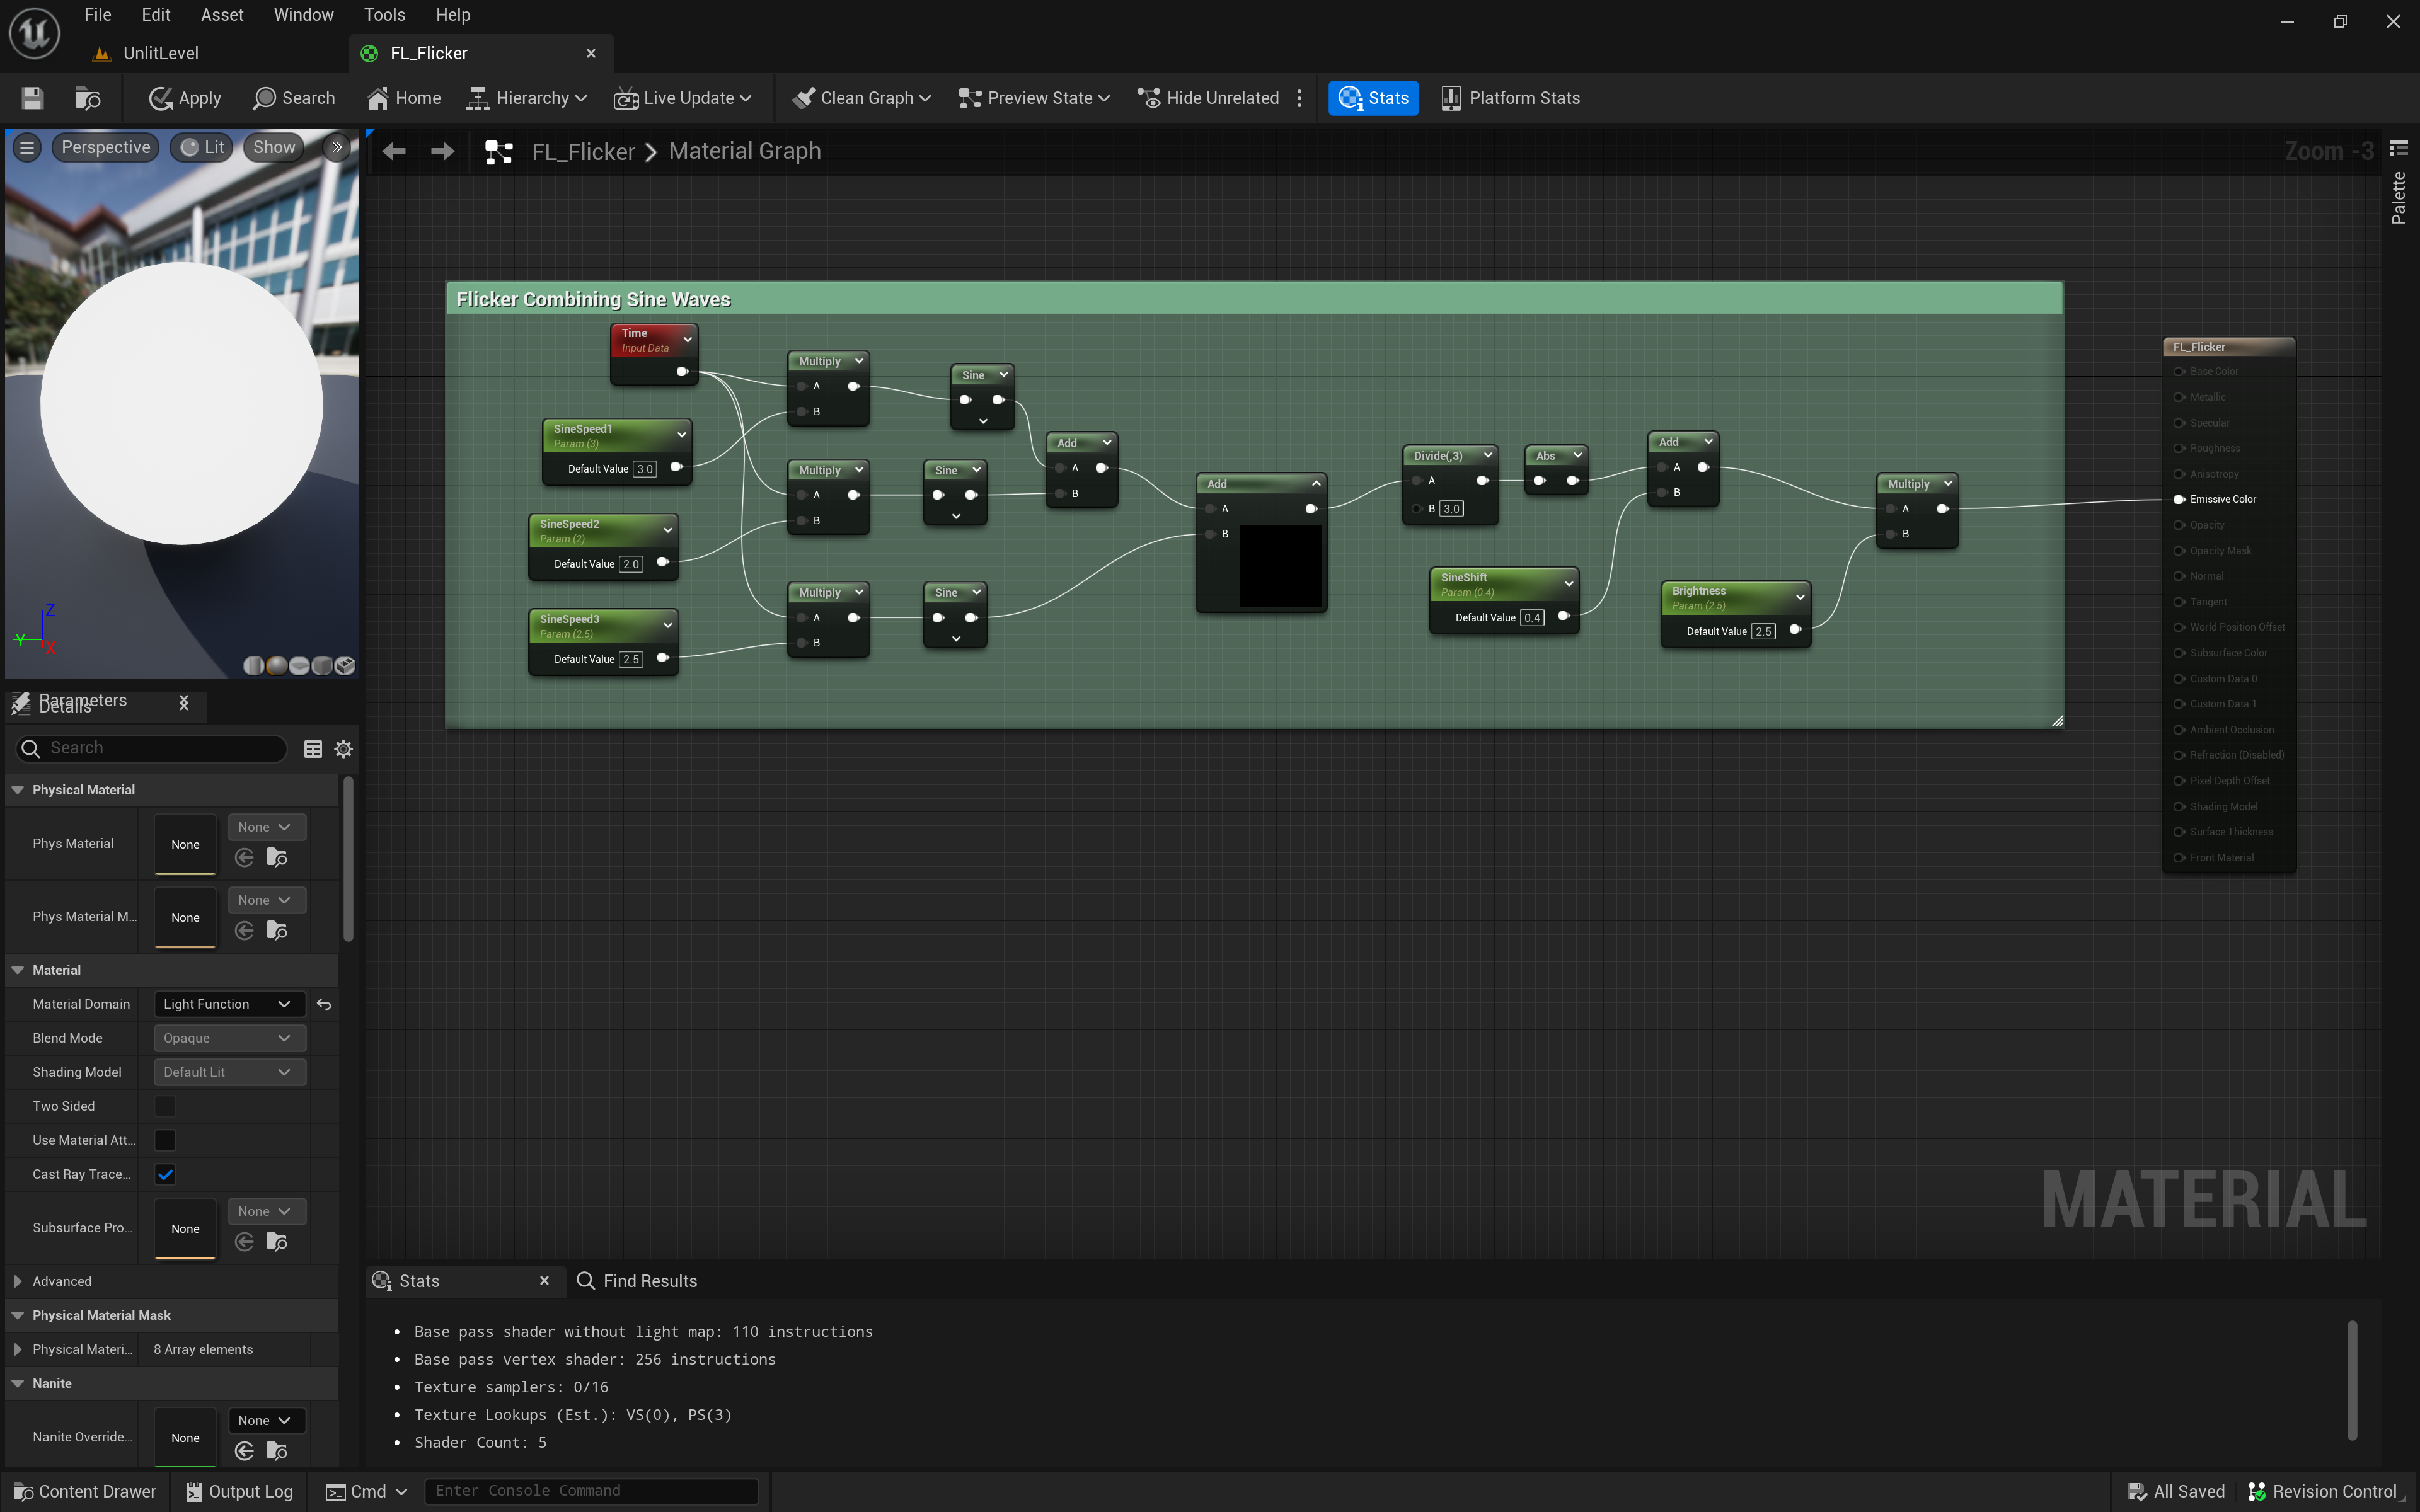 File Edit Asset Window Tools Help
UnlitLevel
FL_Flicker
Apply Search Home Hierarchy Live Update Clean Graph Preview State Hide Unrelated Stats Platform Stats
Perspective Lit Show
FL_Flicker > Material Graph
Zoom -3
Palette
Z
Y
X
Flicker Combining Sine Waves
Time
Input Data
SineSpeed1
Param (3)
Default Value 3.0
SineSpeed2
Param (2)
Default Value 2.0
SineSpeed3
Param (2.5)
Default Value 2.5
Multiply
A
B
Multiply
A
B
Multiply
A
B
Sine
Sine
Sine
Add
A
B
Add
A
B
Divide(,3)
A
B 3.0
Abs
SineShift
Param (0.4)
Default Value 0.4
Add
A
B
Brightness
Param (2.5)
Default Value 2.5
Multiply
A
B
FL_Flicker
Base Color
Metallic
Specular
Roughness
Anisotropy
Emissive Color
Opacity
Opacity Mask
Normal
Tangent
World Position Offset
Subsurface Color
Custom Data 0
Custom Data 1
Ambient Occlusion
Refraction (Disabled)
Pixel Depth Offset
Shading Model
Surface Thickness
Front Material
MATERIAL
Parameters
Details
Search
Physical Material
Phys Material None None
Phys Material M... None None
Material
Material Domain Light Function
Blend Mode Opaque
Shading Model Default Lit
Two Sided
Use Material Att...
Cast Ray Trace...
Subsurface Pro... None None
Advanced
Physical Material Mask
Physical Materi... 8 Array elements
Nanite
Nanite Override... None None
Stats
Find Results
• Base pass shader without light map: 110 instructions
• Base pass vertex shader: 256 instructions
• Texture samplers: 0/16
• Texture Lookups (Est.): VS(0), PS(3)
• Shader Count: 5
Content Drawer Output Log Cmd Enter Console Command All Saved Revision Control